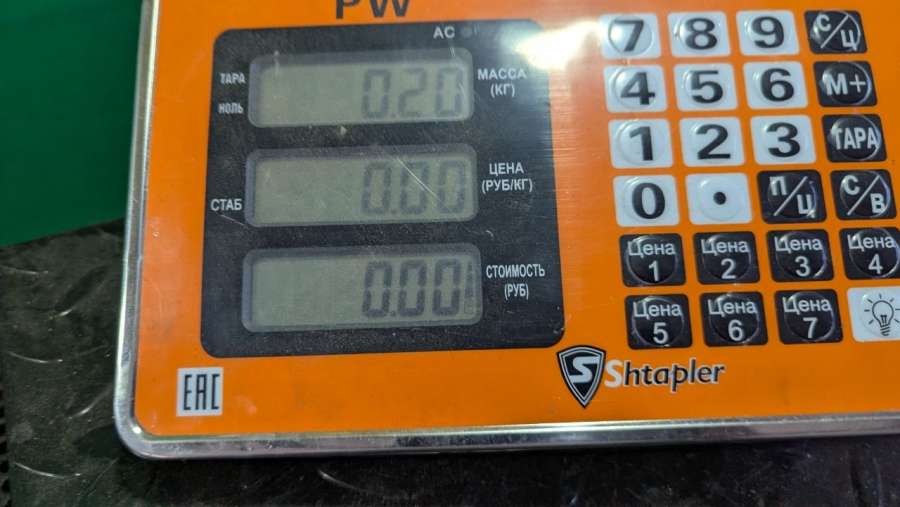 PW
AC
ТАРА
НОЛЬ
0.20
МАССА
(КГ)
СТАБ
0.00
ЦЕНА
(РУБ/КГ)
0.00
СТОИМОСТЬ
(РУБ)
7 8 9 С/Ц
4 5 6 М+
1 2 3 ТАРА
0 . П/Ц С/В
Цена 1 Цена 2 Цена 3 Цена 4
Цена 5 Цена 6 Цена 7
EAC
S Shtapler